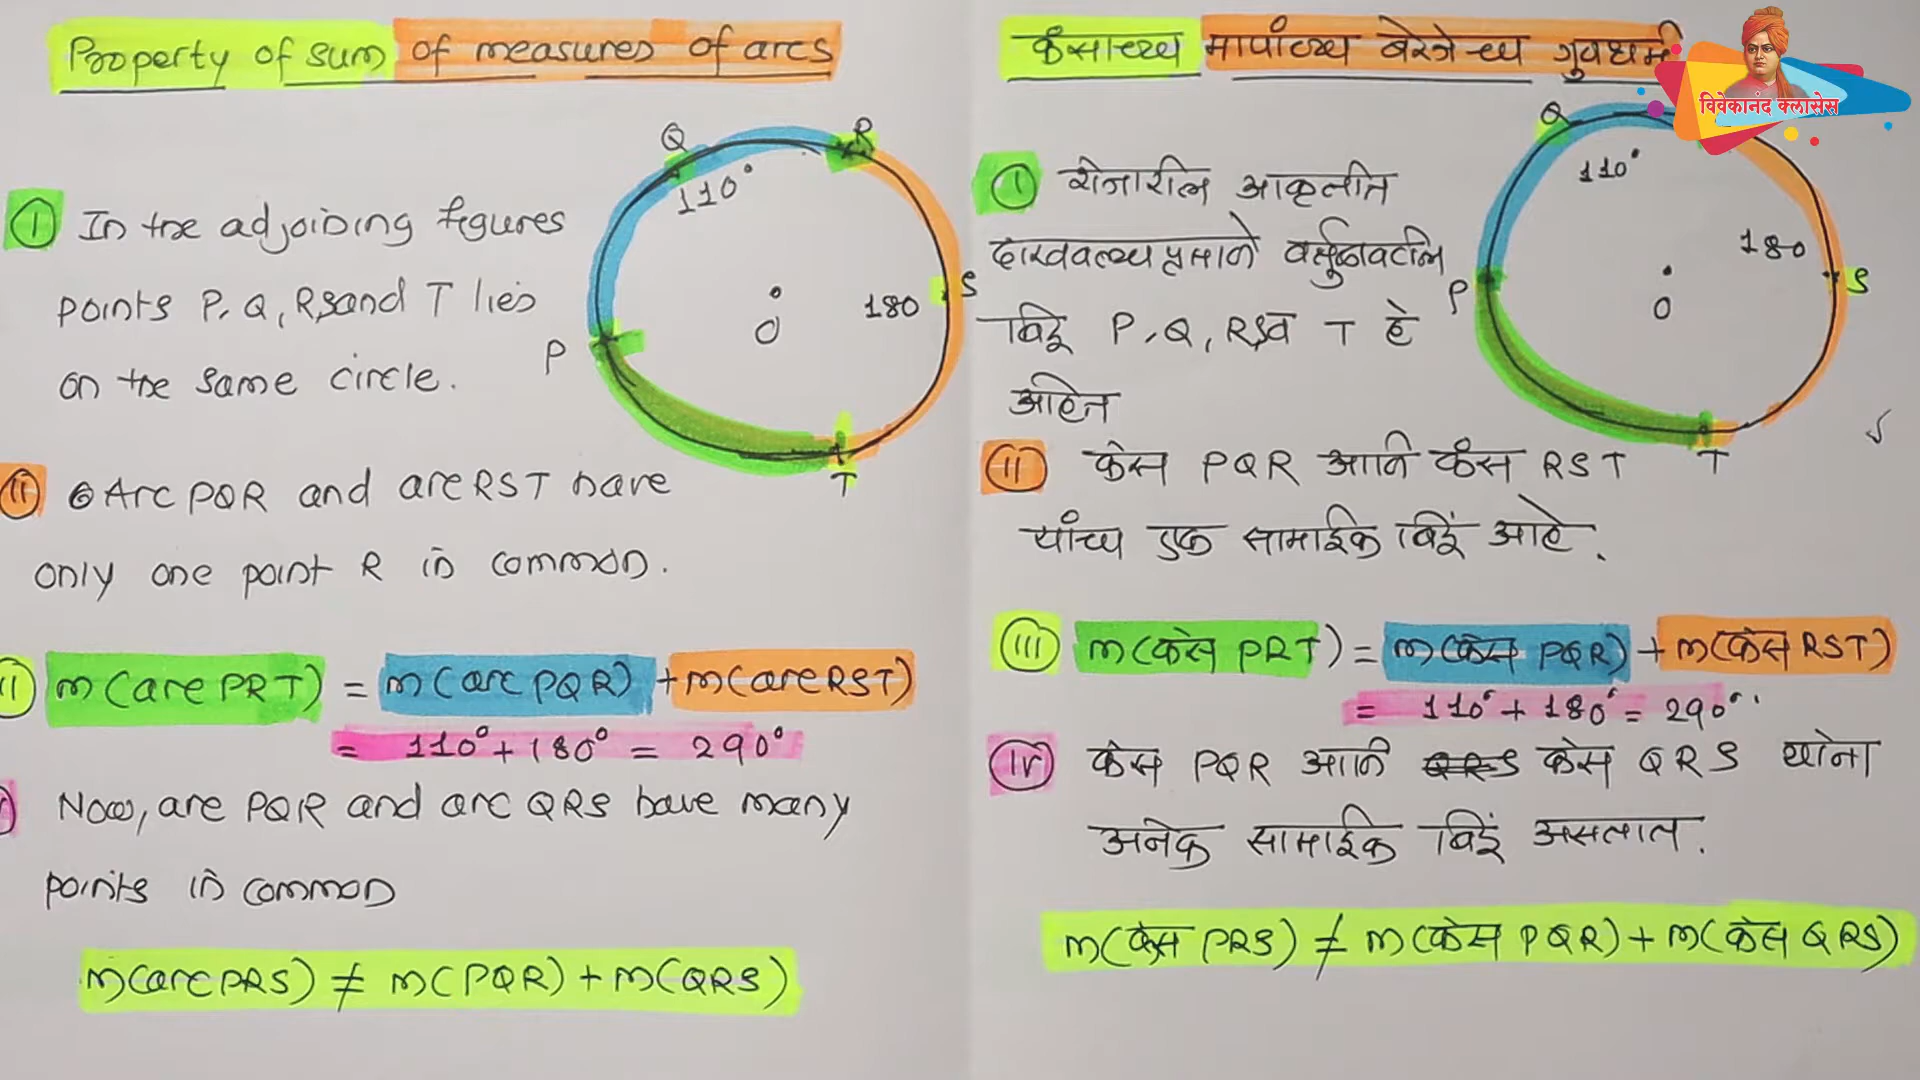 Property of sum of measures of arcs
Q
R
110°
S
180
O
P
T
① In the adjoining figures
points P, Q, R, S and T lies
on the same circle.
ⓘⓘ Arc PQR and arc RST have
only one point R in common.
m(arc PRT) = m(arc PQR) + m(arc RST)
= 110° + 180° = 290°
Now, arc PQR and arc QRS have many
points in common
m(arc PRS) ≠ m(PQR) + m(QRS)
कंसाच्या मापांच्या बेरजेच्या गुणधर्म
विवेकानंद क्लासेस
Q
110°
180
S
P
O
T
① शेजारील आकृतीत
दाखवल्याप्रमाणे वर्तुळावरील
बिंदू P, Q, R, S व T हे
आहेत
(II) कंस PQR आणि कंस RST
यांच्या एक सामाईक बिंदू आहे.
(III) m(कंस PRT) = m(कंस PQR) + m(कंस RST)
= 110° + 180° = 290°
(IV) कंस PQR आणि कंस QRS यांना
अनेक सामाईक बिंदू असतात.
m(कंस PRS) ≠ m(कंस PQR) + m(कंस QRS)